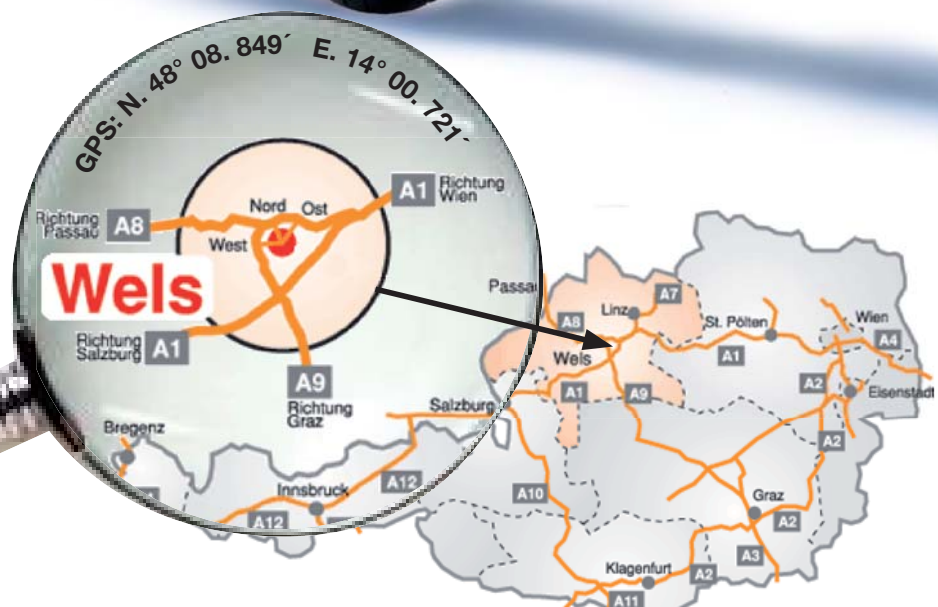 GPS: N. 48° 08. 849´ E. 14° 00. 721´
Nord
Ost
West
A1
Richtung
Wien
Richtung
Passau
A8
Wels
Richtung
Salzburg
A1
A9
Richtung
Graz
Passau
A8
Linz
A7
St. Pölten
Wien
A4
Wels
A1
A1
A9
A2
Eisenstadt
Salzburg
Bregenz
A2
Innsbruck
A12
A12
A10
Graz
A2
A3
Klagenfurt
A2
A11